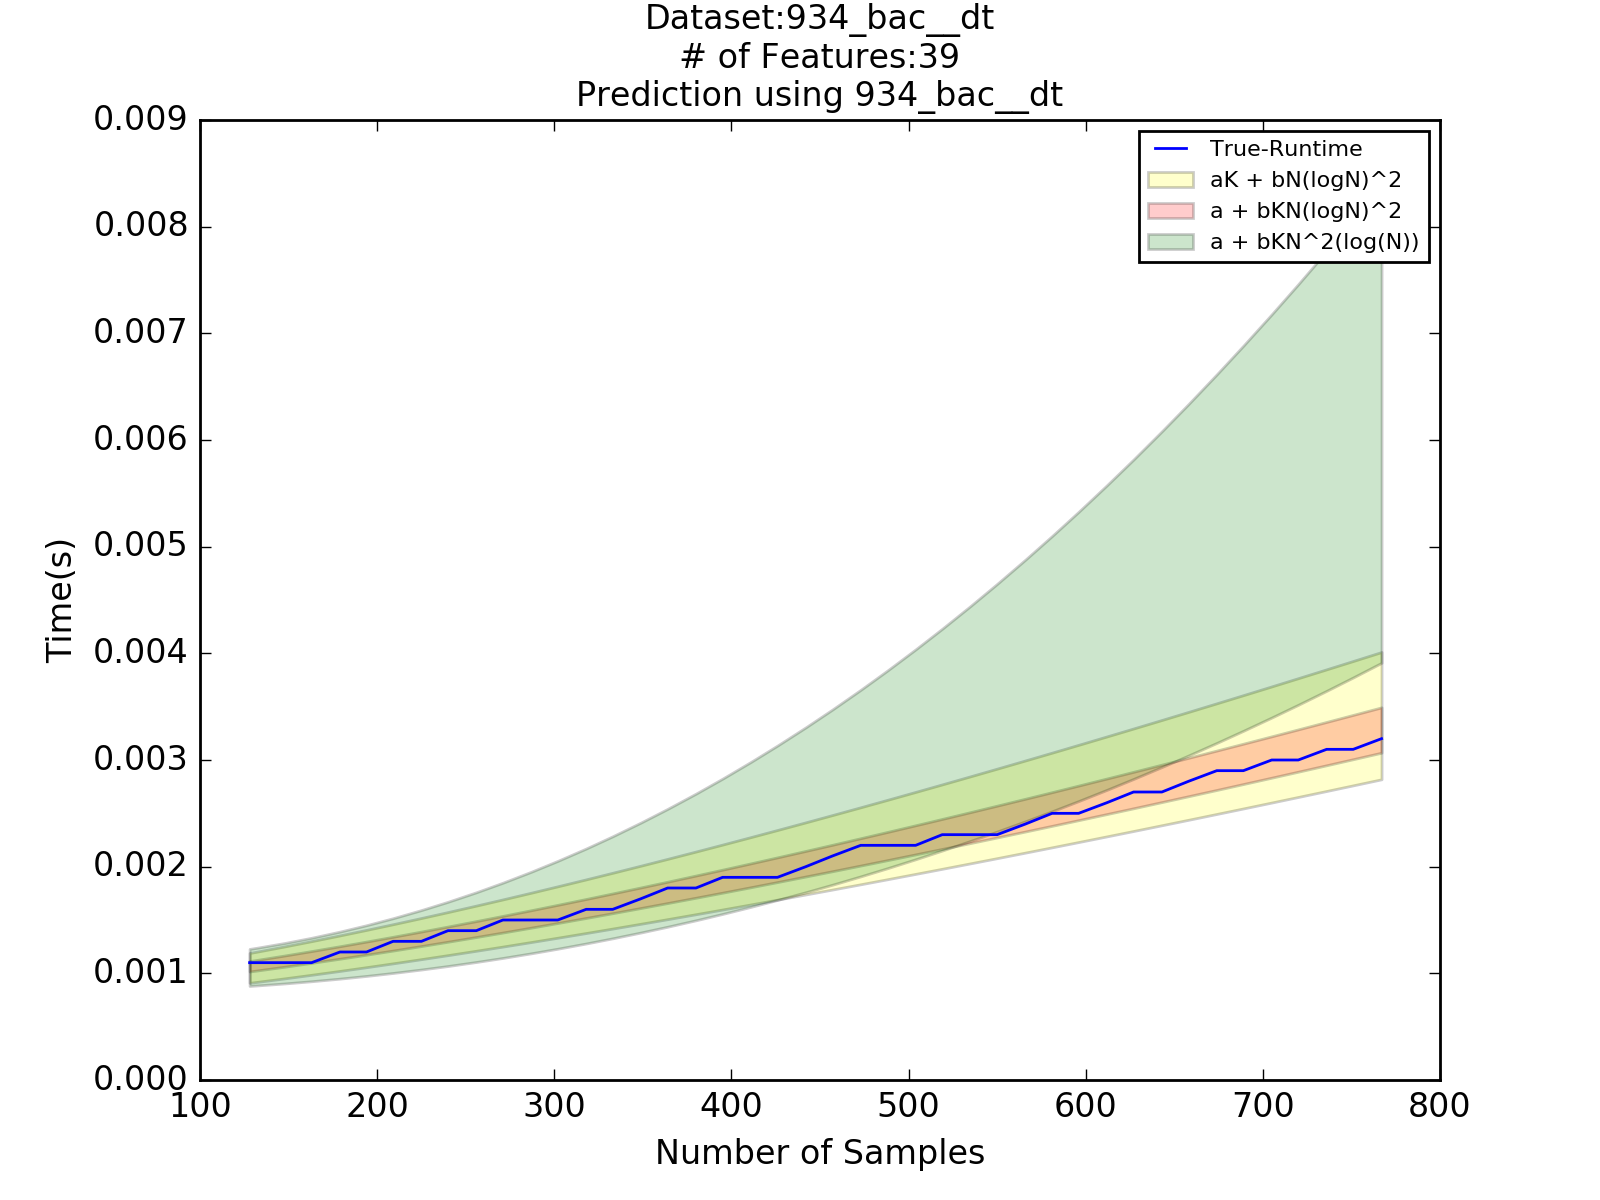 Dataset:934_bac__dt
# of Features:39
Prediction using 934_bac__dt
0.009
0.008
0.007
0.006
0.005
0.004
0.003
0.002
0.001
0.000
Time(s)
True-Runtime
aK + bN(logN)^2
a + bKN(logN)^2
a + bKN^2(log(N))
100 200 300 400 500 600 700 800
Number of Samples